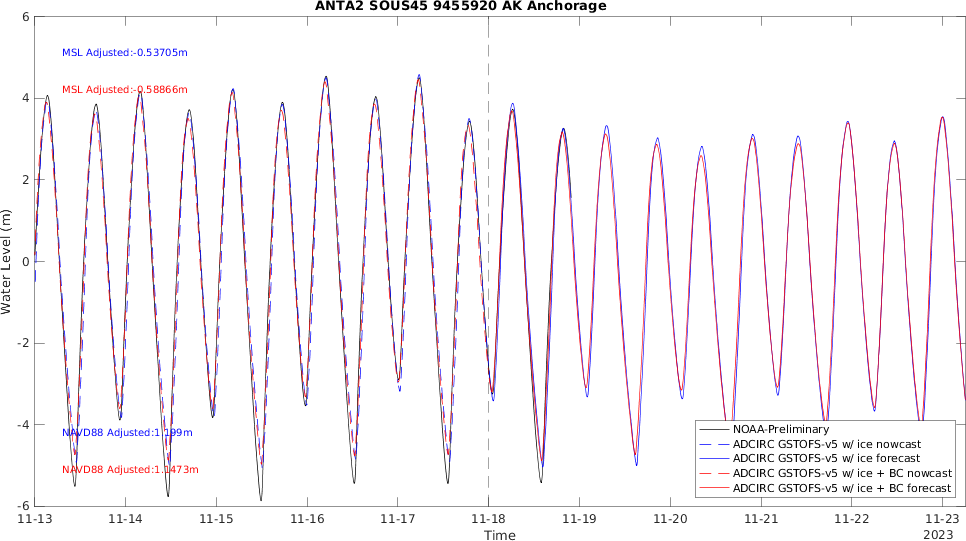 ANTA2 SOUS45 9455920 AK Anchorage
6
MSL Adjusted:-0.53705m
MSL Adjusted:-0.58866m
4
2
0
Water Level (m)
-2
-4
NAVD88 Adjusted:1.199m
NAVD88 Adjusted:1.1473m
-6
NOAA-Preliminary
ADCIRC GSTOFS-v5 w/ ice nowcast
ADCIRC GSTOFS-v5 w/ ice forecast
ADCIRC GSTOFS-v5 w/ ice + BC nowcast
ADCIRC GSTOFS-v5 w/ ice + BC forecast
11-13 11-14 11-15 11-16 11-17 11-18 11-19 11-20 11-21 11-22 11-23
Time
2023